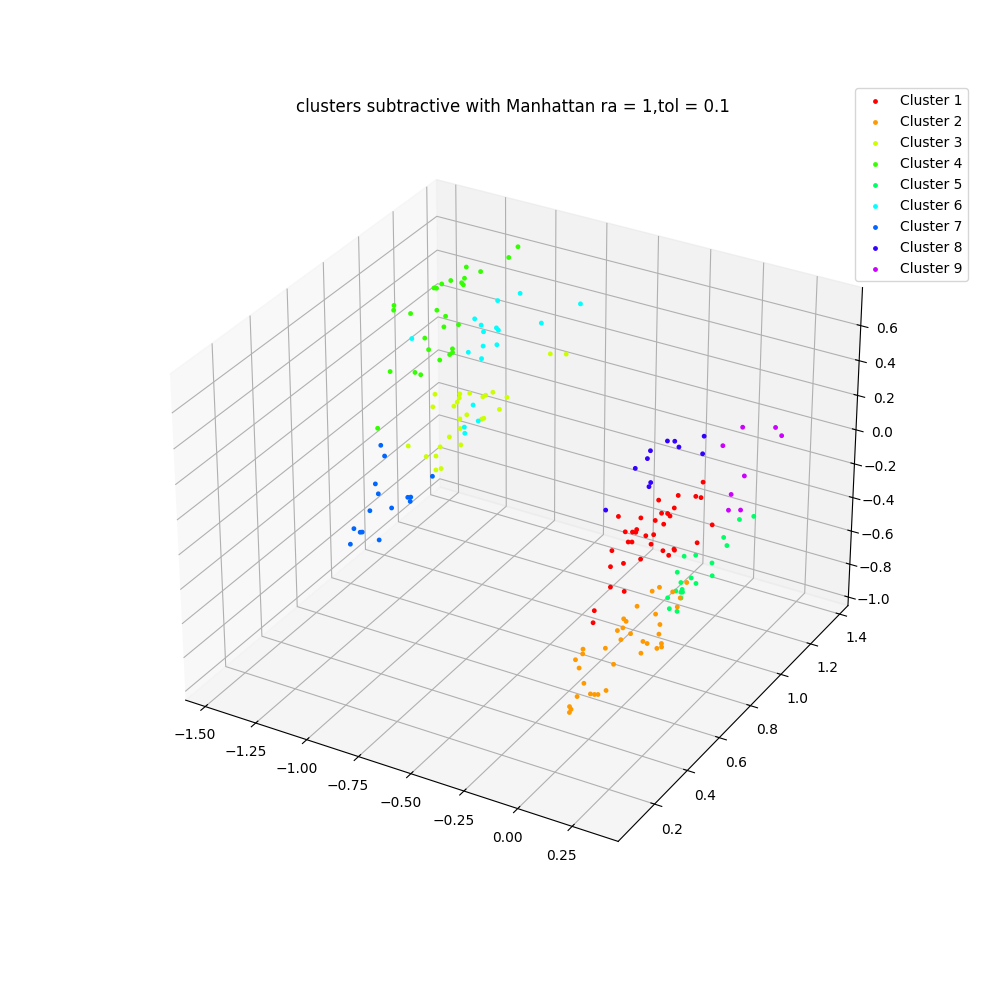 clusters subtractive with Manhattan ra = 1,tol = 0.1
Cluster 1
Cluster 2
Cluster 3
Cluster 4
Cluster 5
Cluster 6
Cluster 7
Cluster 8
Cluster 9
0.6
0.4
0.2
0.0
−0.2
−0.4
−0.6
−0.8
−1.0
1.4
1.2
1.0
0.8
0.6
0.4
0.2
−1.50
−1.25
−1.00
−0.75
−0.50
−0.25
0.00
0.25